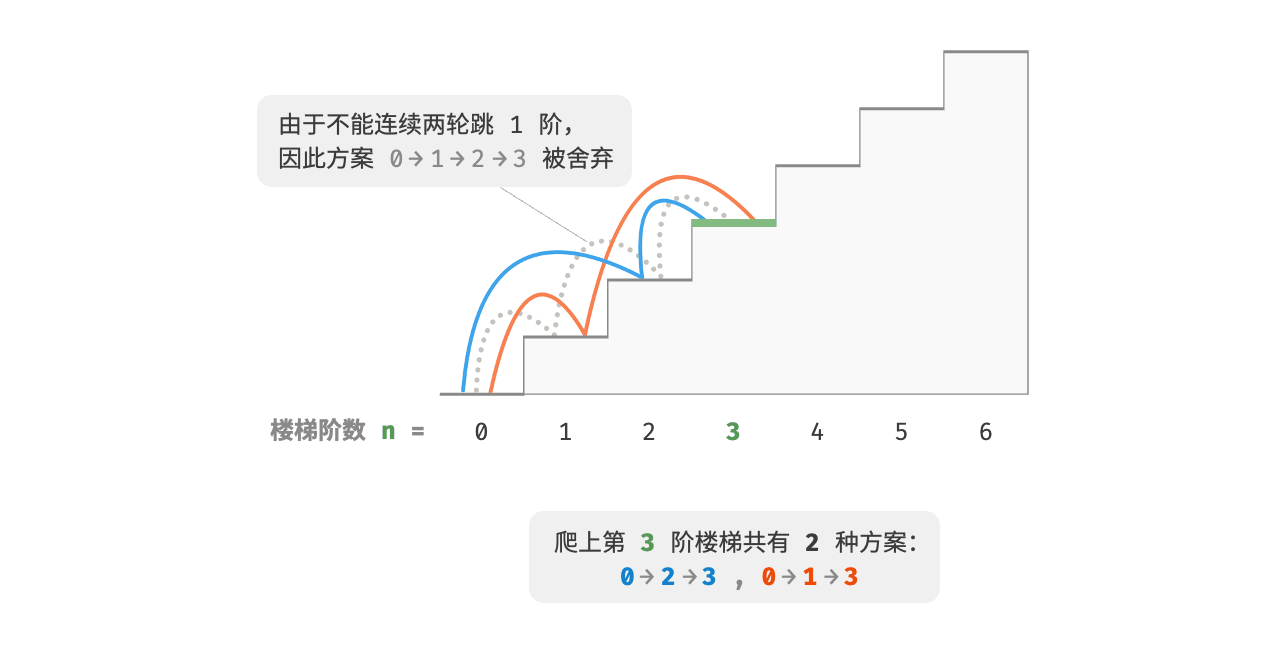 由于不能连续两轮跳 1 阶，
因此方案 0→1→2→3 被舍弃
楼梯阶数 n = 0 1 2 3 4 5 6
爬上第 3 阶楼梯共有 2 种方案：
0→2→3 , 0→1→3